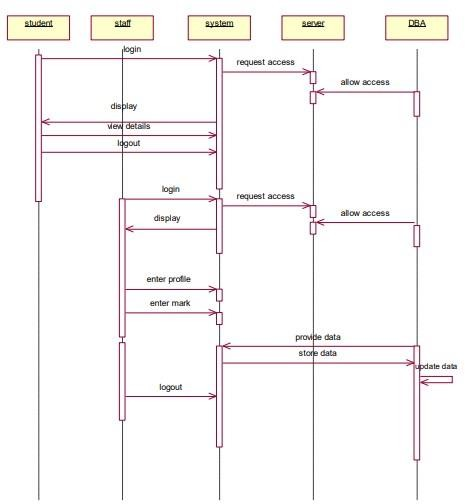 student staff system server DBA
login
request access
allow access
display
view details
logout
login
request access
allow access
display
enter profile
enter mark
provide data
store data
update data
logout